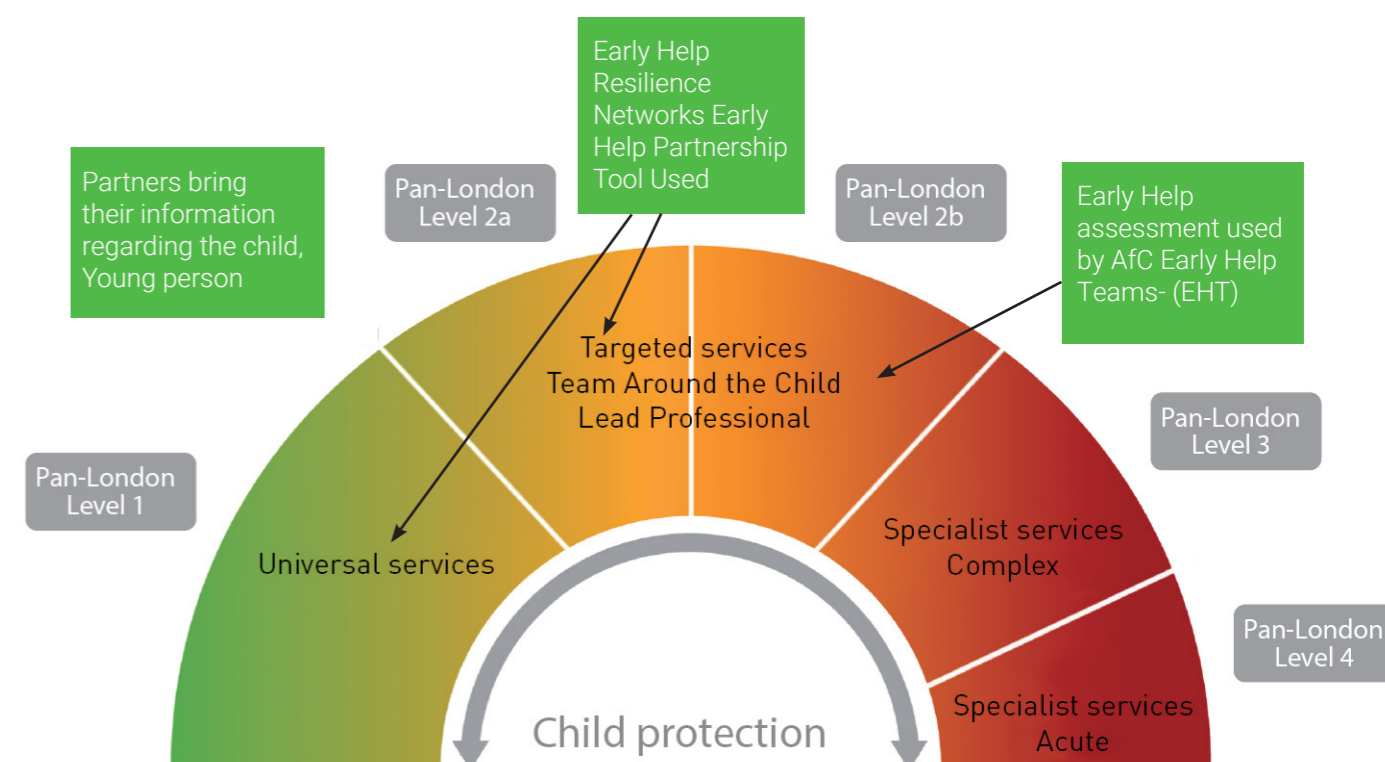 Early Help
Resilience
Networks Early
Help Partnership
Tool Used
Partners bring
their information
regarding the child,
Young person
Pan-London
Level 2a
Pan-London
Level 2b
Early Help
assessment used
by AfC Early Help
Teams- (EHT)
Targeted services
Team Around the Child
Lead Professional
Pan-London
Level 3
Pan-London
Level 1
Specialist services
Complex
Universal services
Pan-London
Level 4
Specialist services
Acute
Child protection